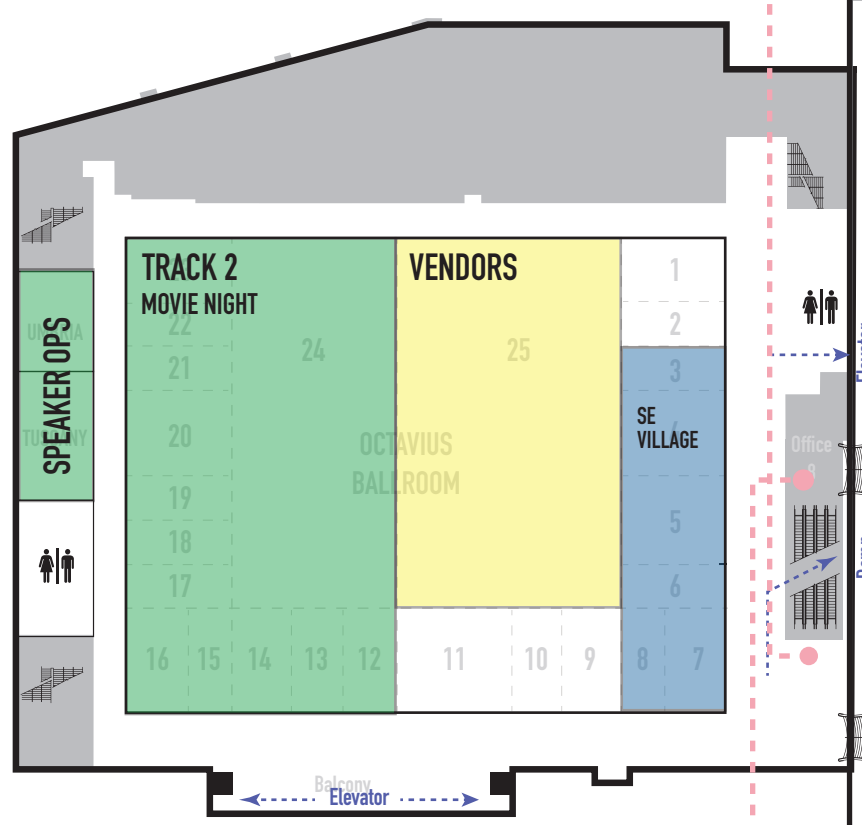 TRACK 2
MOVIE NIGHT
VENDORS
1
2
22
24
25
21
3
SPEAKER OPS
SE
VILLAGE
20
OCTAVIUS
BALLROOM
Office
19
18
5
17
6
16 15 14 13 12 11 10 9 8 7
Balcony
Elevator
Elevator